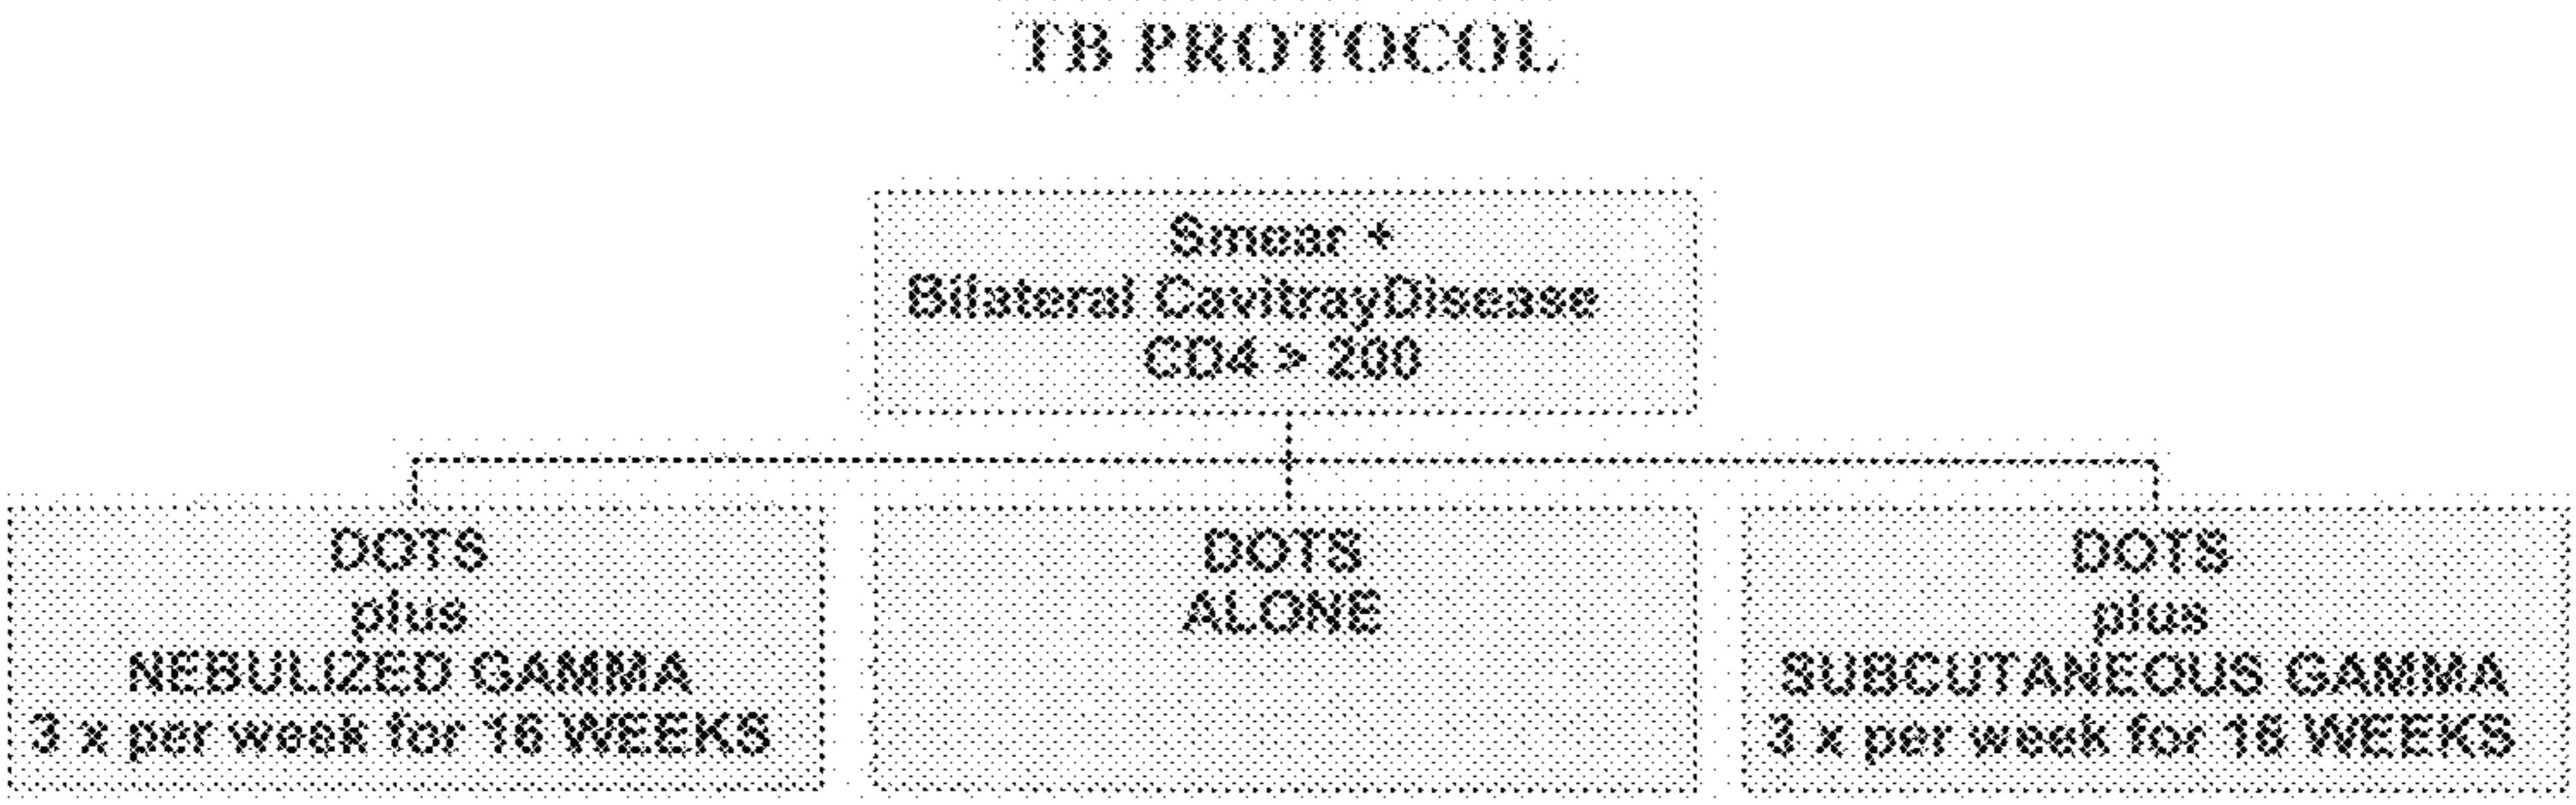 TB PROTOCOL
Smear +
Bilateral CavitrayDisease
CD4 > 200
DOTS
plus
NEBULIZED GAMMA
3 x per week for 16 WEEKS
DOTS
ALONE
DOTS
plus
SUBCUTANEOUS GAMMA
3 x per week for 16 WEEKS